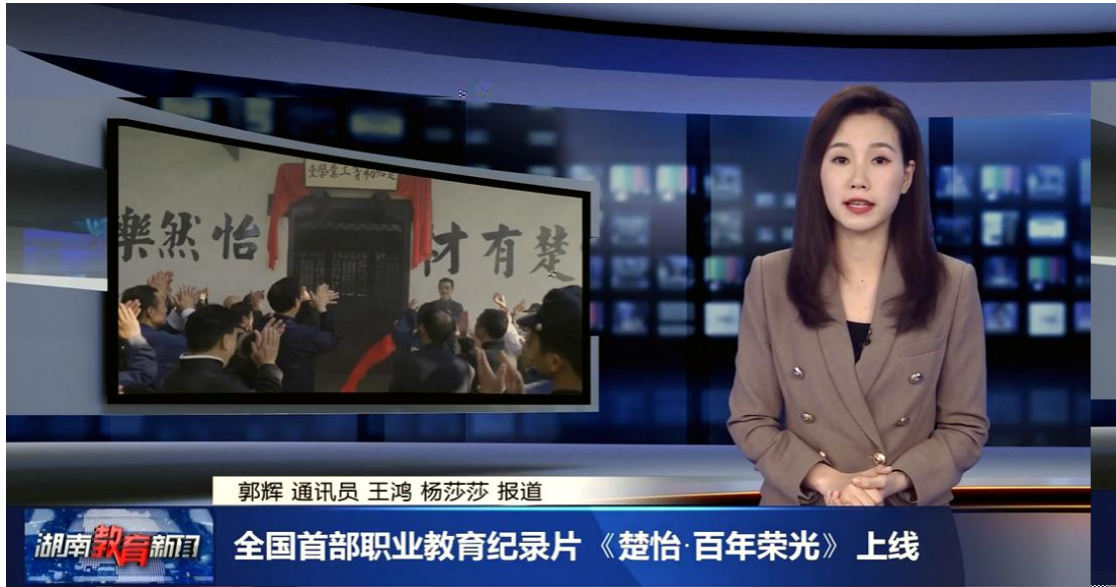 樂然怡
才有楚
郭辉 通讯员 王鸿 杨莎莎 报道
湖南教育新闻
全国首部职业教育纪录片《楚怡·百年荣光》上线